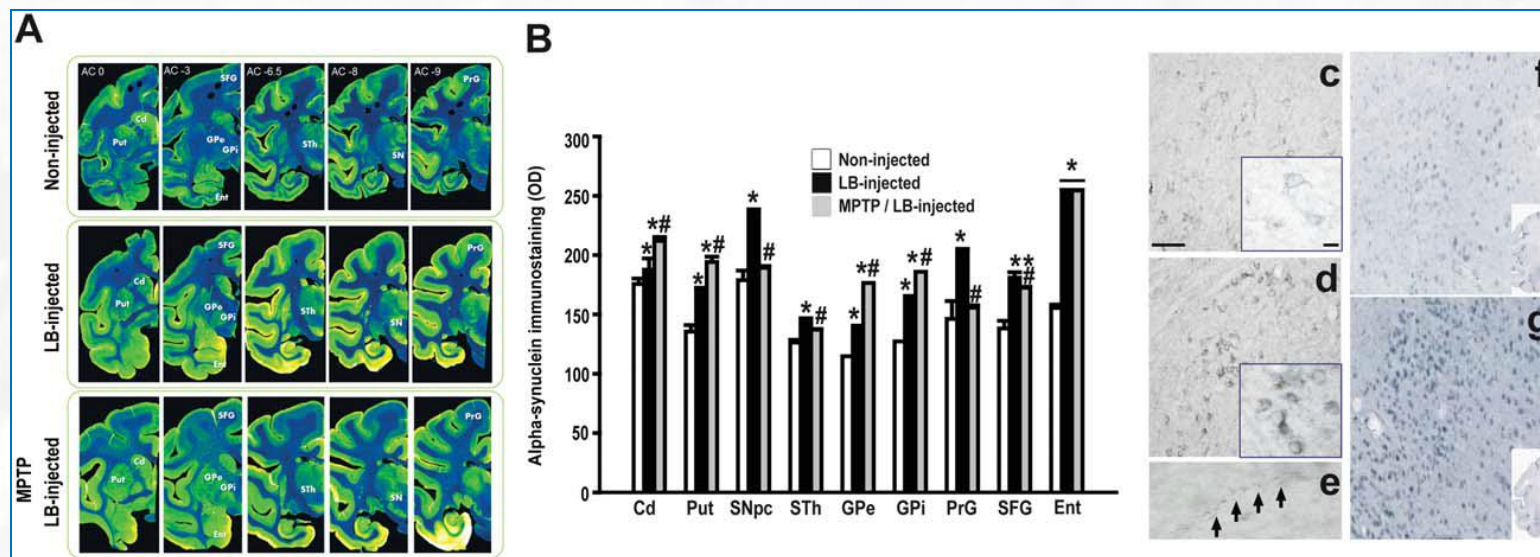 A
Non-injected
AC 0
AC -3
AC -6.5
AC -8
AC -9
SFG
PrG
Cd
Put
GPe
GPi
STh
SN
Ent
LB-injected
SFG
PrG
Cd
Put
GPe
GPi
STh
SN
Ent
MPTP
LB-injected
SFG
PrG
Cd
Put
GPe
GPi
STh
SN
Ent
B
Alpha-synuclein immunostaining (OD)
300
250
200
150
100
50
0
Non-injected
LB-injected
MPTP / LB-injected
*
*#
*
*#
*
#
*
#
*
*#
*
*#
*
#
**
#
*
Cd Put SNpc STh GPe GPi PrG SFG Ent
c
d
e
f
g